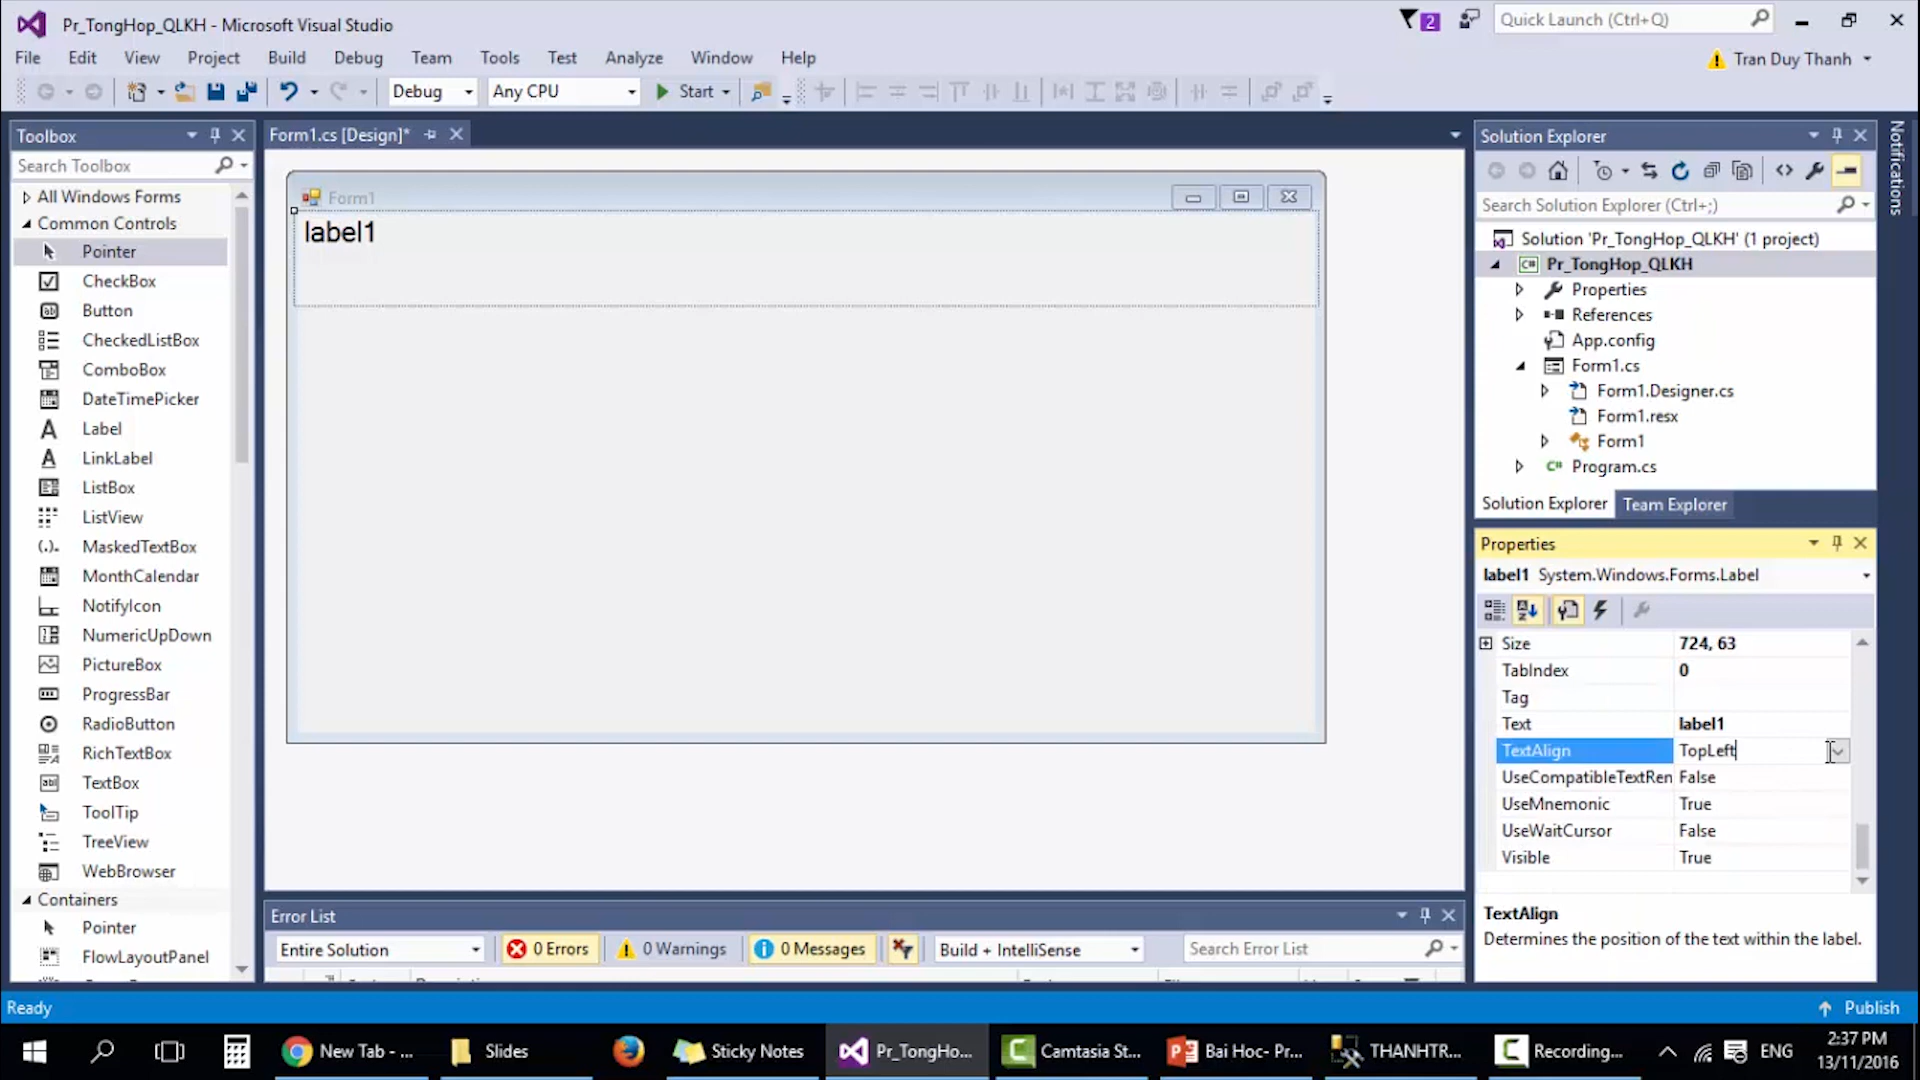 Pr_TongHop_QLKH - Microsoft Visual Studio
2
Quick Launch (Ctrl+Q)
File Edit View Project Build Debug Team Tools Test Analyze Window Help
Tran Duy Thanh
Debug
Any CPU
Start
Toolbox
Search Toolbox
All Windows Forms
Common Controls
Pointer
CheckBox
Button
CheckedListBox
ComboBox
DateTimePicker
Label
LinkLabel
ListBox
ListView
MaskedTextBox
MonthCalendar
NotifyIcon
NumericUpDown
PictureBox
ProgressBar
RadioButton
RichTextBox
TextBox
ToolTip
TreeView
WebBrowser
Containers
Pointer
FlowLayoutPanel
Form1.cs [Design]*
Form1
label1
Error List
Entire Solution
0 Errors
0 Warnings
0 Messages
Build + IntelliSense
Search Error List
Solution Explorer
Search Solution Explorer (Ctrl+;)
Solution 'Pr_TongHop_QLKH' (1 project)
Pr_TongHop_QLKH
Properties
References
App.config
Form1.cs
Form1.Designer.cs
Form1.resx
Form1
Program.cs
Solution Explorer
Team Explorer
Notifications
Properties
label1 System.Windows.Forms.Label
Size 724, 63
TabIndex 0
Tag
Text label1
TextAlign TopLeft
UseCompatibleTextRen False
UseMnemonic True
UseWaitCursor False
Visible True
TextAlign
Determines the position of the text within the label.
Ready
Publish
New Tab - ...
Slides
Sticky Notes
Pr_TongHo...
Camtasia St...
Bai Hoc- Pr...
THANHTR...
Recording...
ENG
2:37 PM
13/11/2016